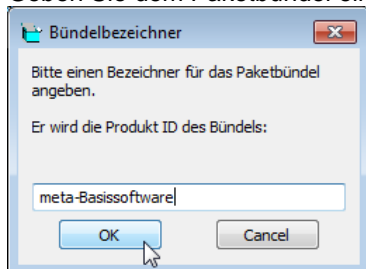 Bündelbezeichner
Bitte einen Bezeichner für das Paketbündel
angeben.
Er wird die Produkt ID des Bündels:
meta-Basissoftware
OK
Cancel